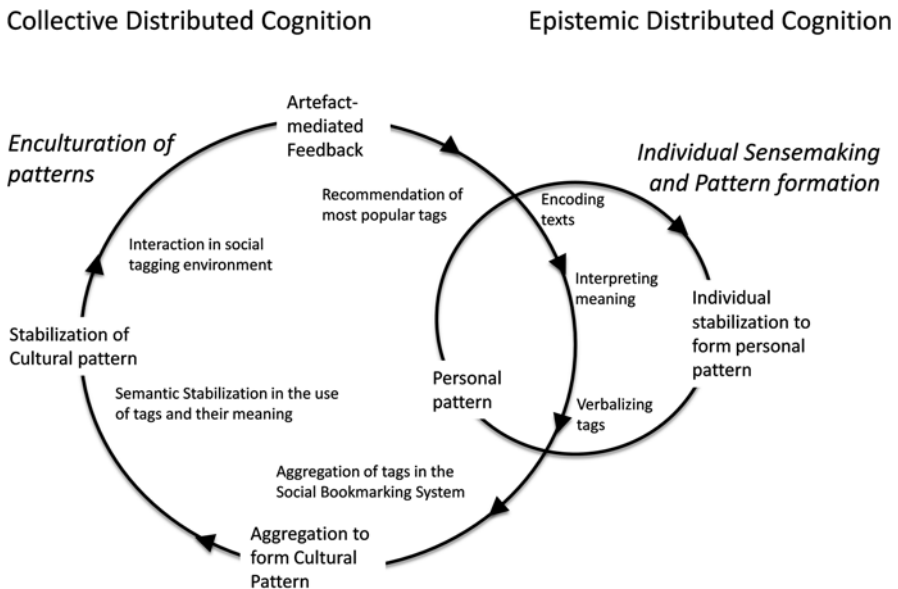 Collective Distributed Cognition
Epistemic Distributed Cognition
Enculturation of
patterns
Artefact-
mediated
Feedback
Individual Sensemaking
and Pattern formation
Recommendation of
most popular tags
Encoding
texts
Interaction in social
tagging environment
Interpreting
meaning
Individual
stabilization to
form personal
pattern
Stabilization of
Cultural pattern
Personal
pattern
Semantic Stabilization in the use
of tags and their meaning
Verbalizing
tags
Aggregation of tags in the
Social Bookmarking System
Aggregation to
form Cultural
Pattern